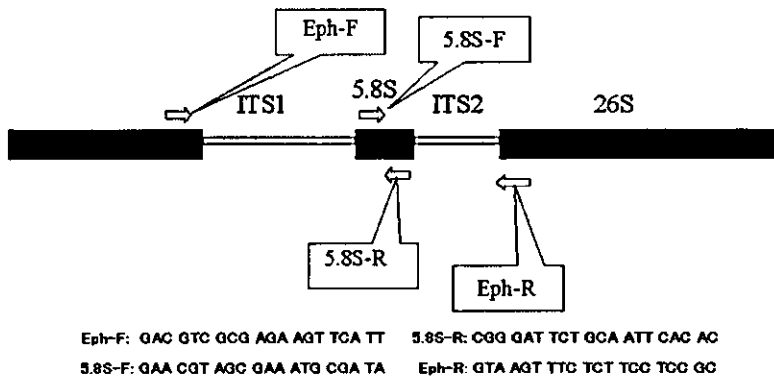 Eph-F
5.8S-F
ITS1
5.8S
ITS2
26S
5.8S-R
Eph-R
Eph-F: GAC GTC GCG AGA AGT TCA TT
5.8S-R: CGG GAT TCT GCA ATT CAC AC
5.8S-F: GAA CGT AGC GAA ATG CGA TA
Eph-R: GTA AGT TTC TCT TCC TCC GC